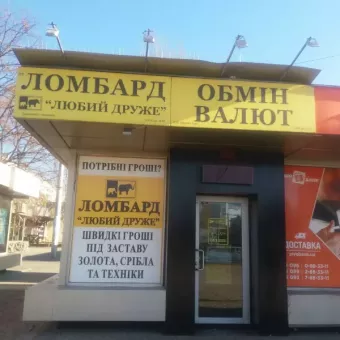 ЛОМБАРД
"ЛЮБИЙ ДРУЖЕ"
ОБМІН
ВАЛЮТ
ПОТРІБНІ ГРОШІ?
ЛОМБАРД
"ЛЮБИЙ ДРУЖЕ"
ШВИДКІ ГРОШІ
ПІД ЗАСТАВУ
ЗОЛОТА, СРІБЛА
ТА ТЕХНІКИ
ДОСТАВКА